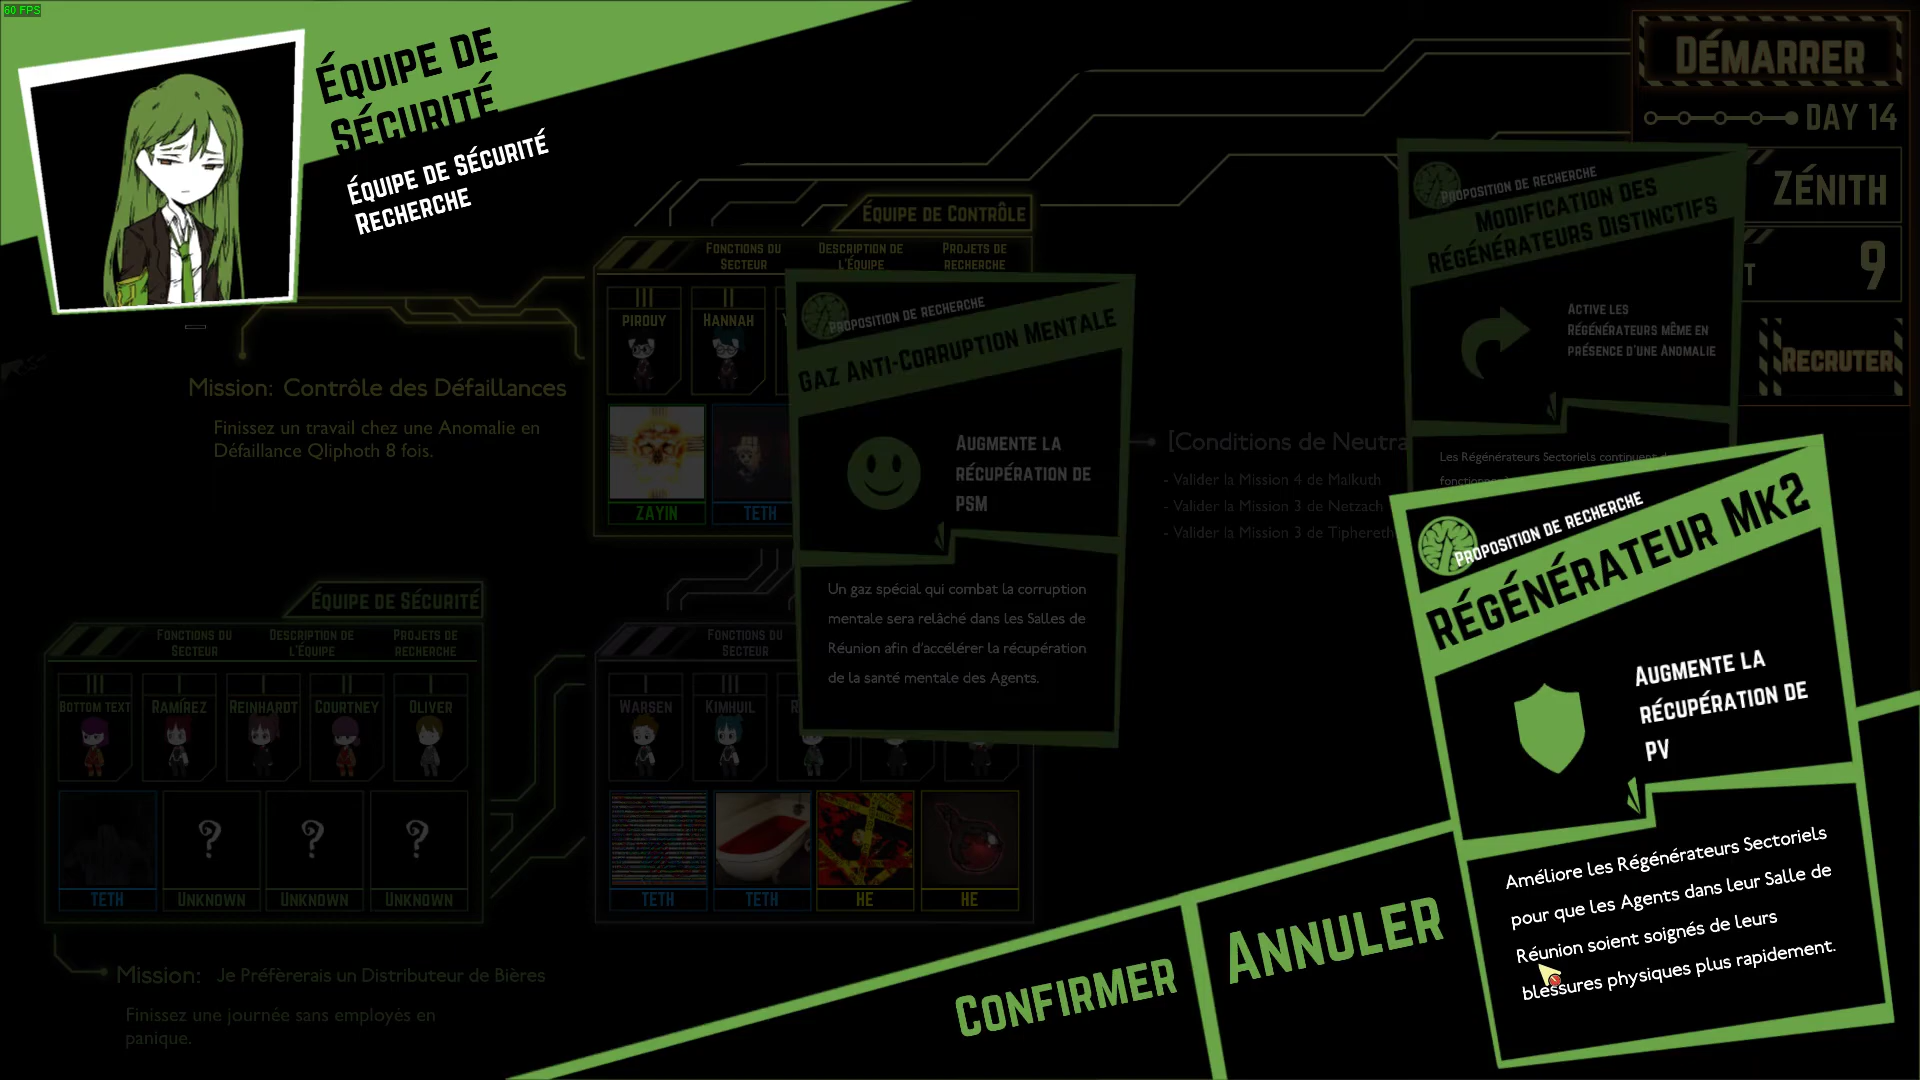 60 FPS
Équipe de
Sécurité
Équipe de Sécurité
Recherche
Démarrer
Day 14
Zénith
T 9
Recruter
Équipe de Contrôle
Fonctions du
Secteur
Description de
l'Équipe
Projets de
Recherche
Pirouy
Hannah
Zayin
Teth
Mission: Contrôle des Défaillances
Finissez un travail chez une Anomalie en
Défaillance Qliphoth 8 fois.
Proposition de recherche
Gaz Anti-Corruption Mentale
Augmente la
récupération de
PSM
Un gaz spécial qui combat la corruption
mentale sera relâché dans les Salles de
Réunion afin d'accélérer la récupération
de la santé mentale des Agents.
[Conditions de Neutra
- Valider la Mission 4 de Malkuth
- Valider la Mission 3 de Netzach
- Valider la Mission 3 de Tiphereth
Proposition de recherche
Modification des
Régénérateurs Distinctifs
Active les
Régénérateurs même en
présence d'une Anomalie
Les Régénérateurs Sectoriels continuent
Proposition de recherche
Régénérateur Mk2
Augmente la
récupération de
PV
Améliore les Régénérateurs Sectoriels
pour que les Agents dans leur Salle de
Réunion soient soignés de leurs
blessures physiques plus rapidement.
Équipe de Sécurité
Fonctions du
Secteur
Description de
l'Équipe
Projets de
recherche
Bottom text
Ramírez
Reinhardt
Courtney
Oliver
Teth
Unknown
Unknown
Unknown
Mission: Je Préfèrerais un Distributeur de Bières
Finissez une journée sans employés en
panique.
Fonctions du
Secteur
Warsen
Kimhuil
Teth
Teth
He
He
Confirmer
Annuler